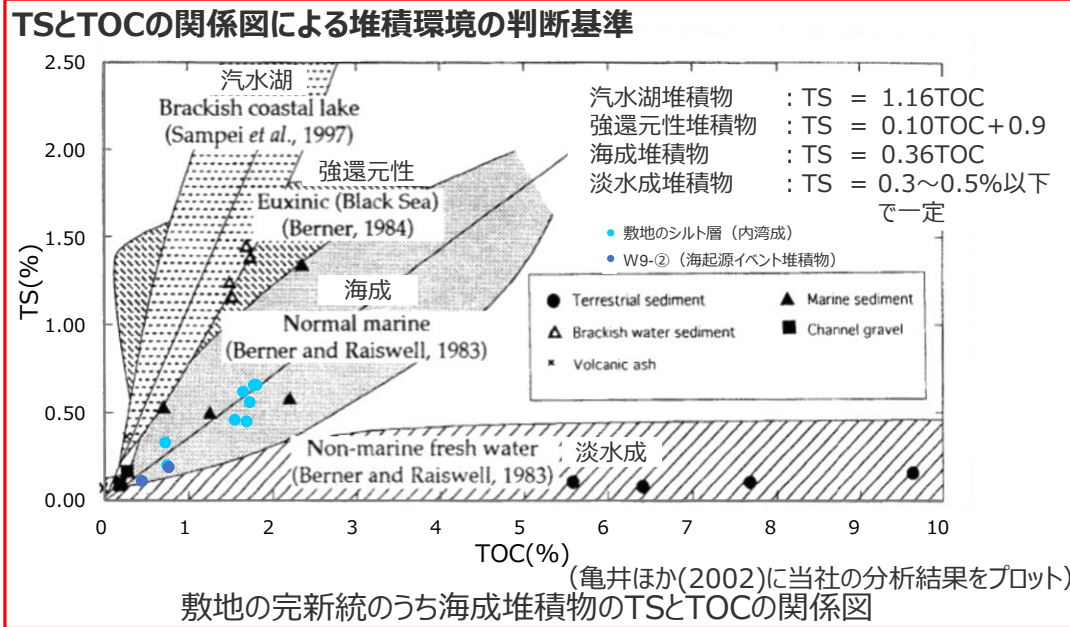 TSとTOCの関係図による堆積環境の判断基準
2.50
2.00
1.50
1.00
0.50
0.00
TS(%)
汽水湖
Brackish coastal lake
(Sampei et al., 1997)
強還元性
Euxinic (Black Sea)
(Berner, 1984)
海成
Normal marine
(Berner and Raiswell, 1983)
Non-marine fresh water
(Berner and Raiswell, 1983)
淡水成
汽水湖堆積物 : TS = 1.16TOC
強還元性堆積物 : TS = 0.10TOC+0.9
海成堆積物 : TS = 0.36TOC
淡水成堆積物 : TS = 0.3~0.5%以下
で一定
敷地のシルト層(内湾成)
W9-②(海起源イベント堆積物)
Terrestrial sediment
Marine sediment
Brackish water sediment
Channel gravel
Volcanic ash
0 1 2 3 4 5 6 7 8 9 10
TOC(%)
(亀井ほか(2002)に当社の分析結果をプロット)
敷地の完新統のうち海成堆積物のTSとTOCの関係図